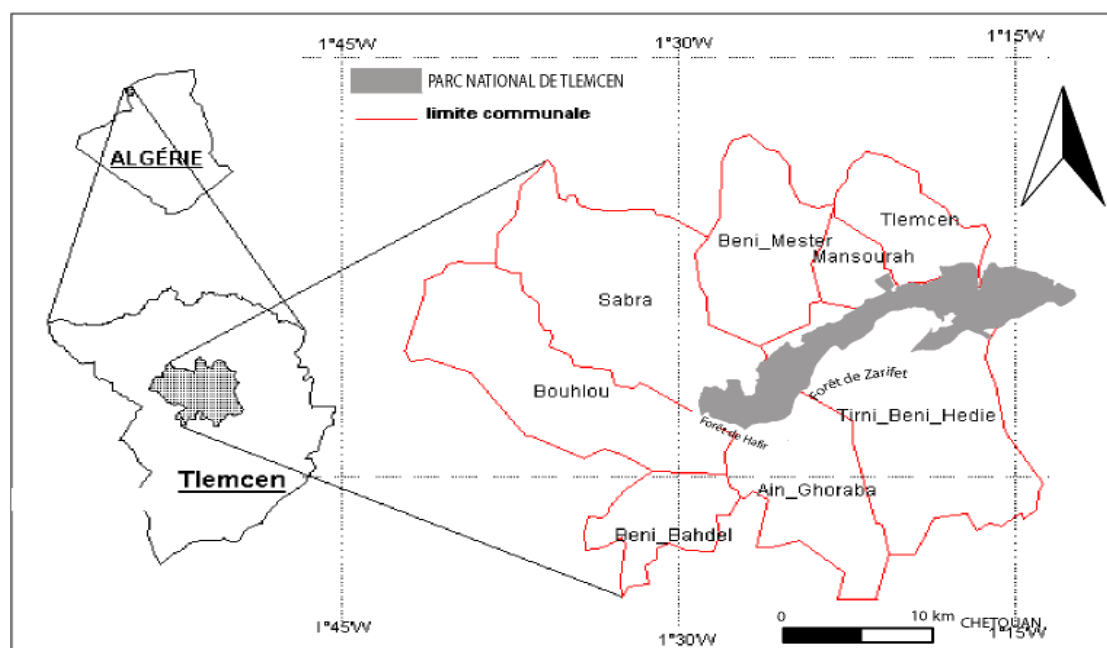 1°45'W
1°30'W
1°15'W
PARC NATIONAL DE TLEMCEN
limite communale
ALGÉRIE
Tlemcen
Beni_Mester
Mansourah
Sabra
Forêt de Zarifet
Bouhlou
Tirni_Beni_Hedie
Forêt de Hafir
Tlemcen
Ain_Ghoraba
Beni_Bahdel
0 10 km
CHETOUAN
1°45'W
1°30'W
1°15'W